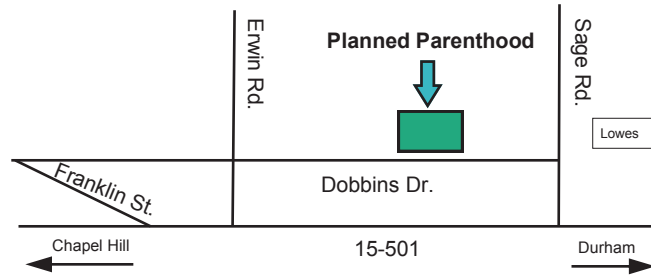 Erwin Rd.
Planned Parenthood
Sage Rd.
Lowes
Franklin St.
Dobbins Dr.
Chapel Hill
15-501
Durham